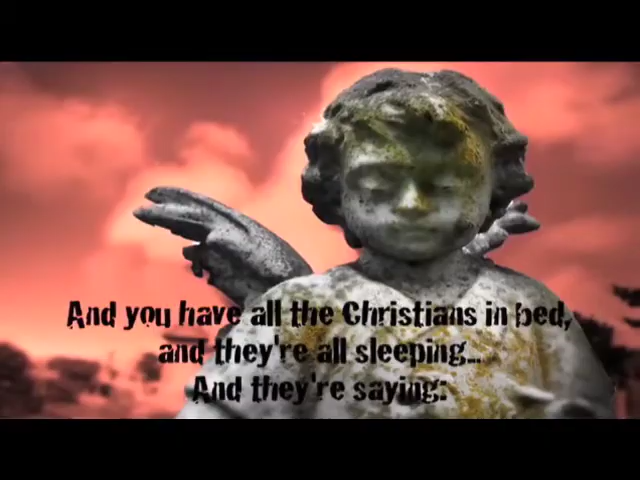 And you have all the Christians in bed,
and they're all sleeping...
And they're saying: